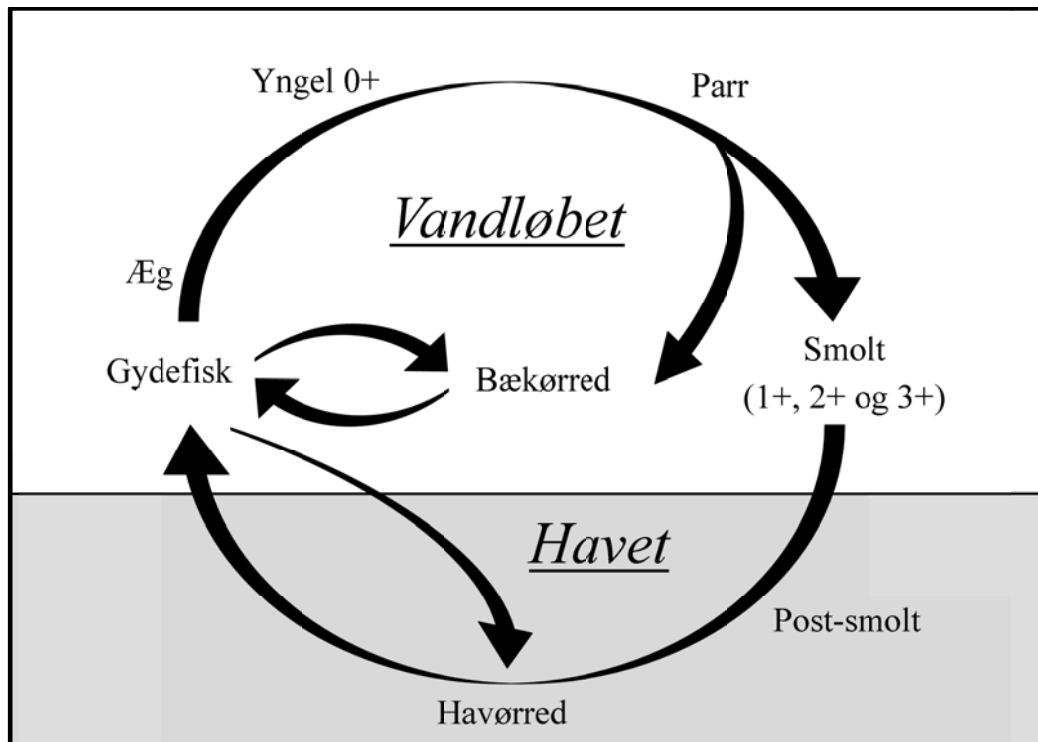 Yngel 0+
Parr
Vandløbet
Æg
Gydefisk
Bækørred
Smolt
(1+, 2+ og 3+)
Havet
Post-smolt
Havørred